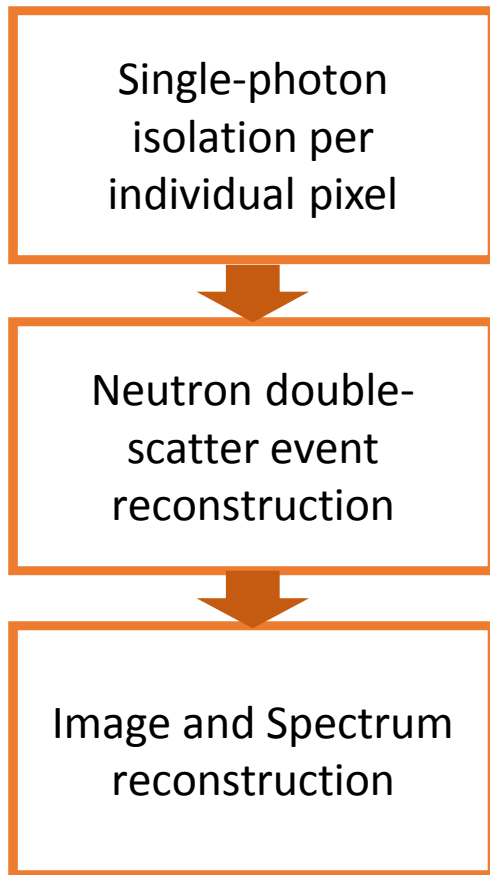 Single-photon
isolation per
individual pixel
Neutron double-
scatter event
reconstruction
Image and Spectrum
reconstruction